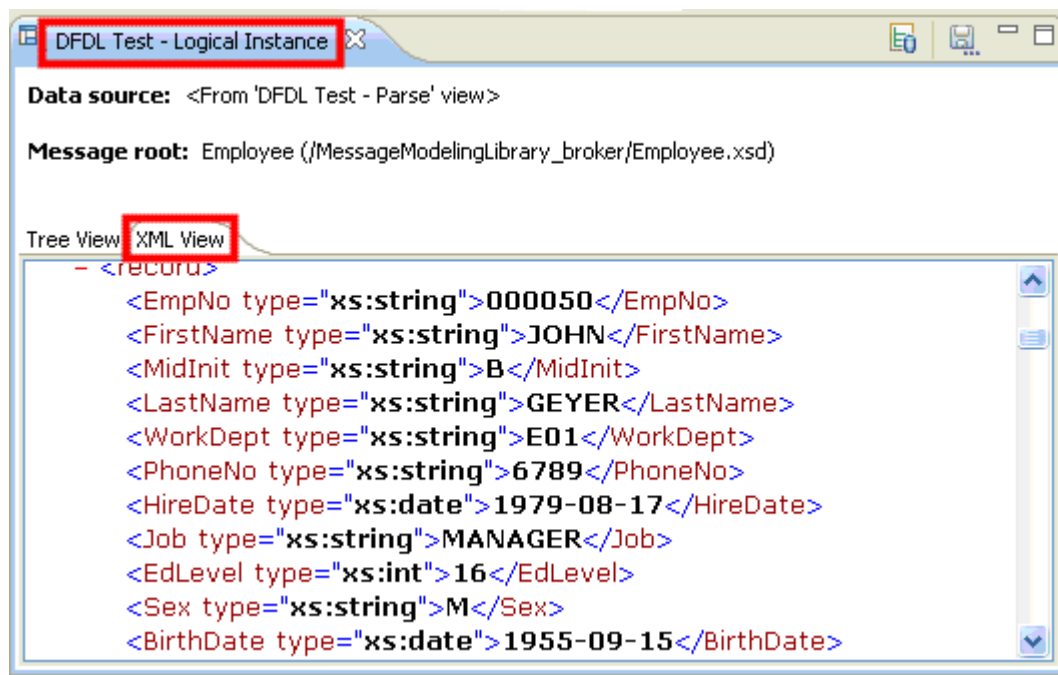 DFDL Test - Logical Instance
Data source: <From 'DFDL Test - Parse' view>
Message root: Employee (/MessageModelingLibrary_broker/Employee.xsd)
Tree View XML View
- <record>
<EmpNo type="xs:string">000050</EmpNo>
<FirstName type="xs:string">JOHN</FirstName>
<MidInit type="xs:string">B</MidInit>
<LastName type="xs:string">GEYER</LastName>
<WorkDept type="xs:string">E01</WorkDept>
<PhoneNo type="xs:string">6789</PhoneNo>
<HireDate type="xs:date">1979-08-17</HireDate>
<Job type="xs:string">MANAGER</Job>
<EdLevel type="xs:int">16</EdLevel>
<Sex type="xs:string">M</Sex>
<BirthDate type="xs:date">1955-09-15</BirthDate>